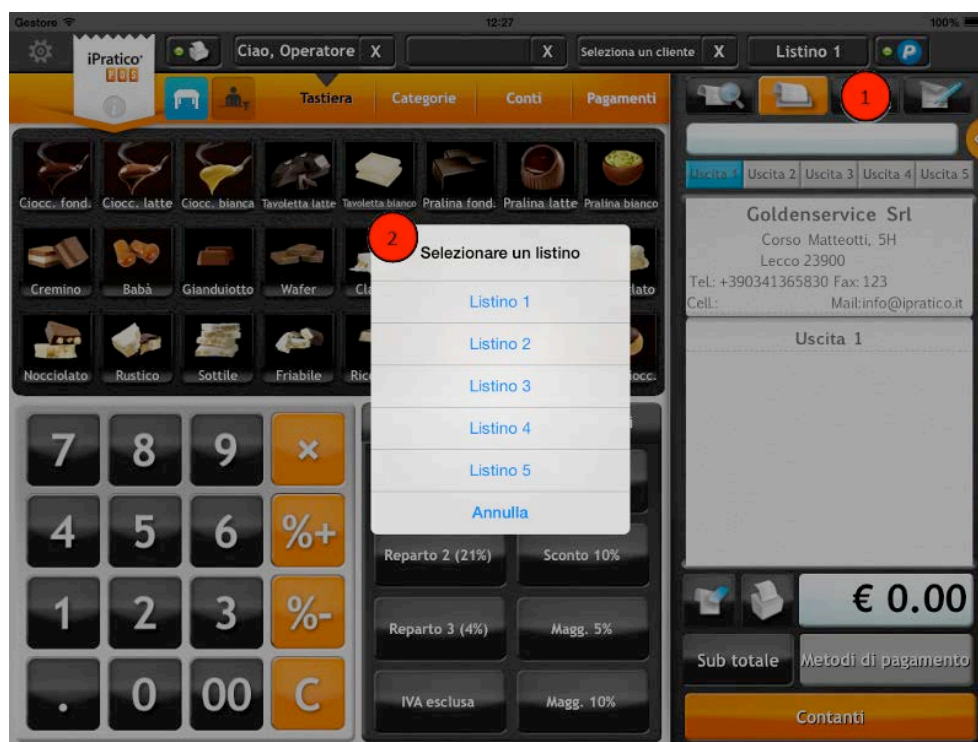 Gestore 12:27 100%
iPratico
POS
Ciao, Operatore X
X
Seleziona un cliente X
Listino 1
P
Tastiera Categorie Conti Pagamenti
1
Uscita 1 Uscita 2 Uscita 3 Uscita 4 Uscita 5
Ciocc. fond. Ciocc. latte Ciocc. bianca Tavoletta latte Tavoletta bianco Pralina fond. Pralina latte Pralina bianco
Cremino Babà Gianduiotto Wafer
Nocciolato Rustico Sottile Friabile
2
Selezionare un listino
Listino 1
Listino 2
Listino 3
Listino 4
Listino 5
Annulla
Goldenservice Srl
Corso Matteotti, 5H
Lecco 23900
Tel.: +390341365830 Fax: 123
Cell.: Mail:info@ipratico.it
Uscita 1
7 8 9 ×
4 5 6 %+
1 2 3 %-
. 0 00 C
Reparto 2 (21%) Sconto 10%
Reparto 3 (4%) Magg. 5%
IVA esclusa Magg. 10%
€ 0.00
Sub totale Metodi di pagamento
Contanti